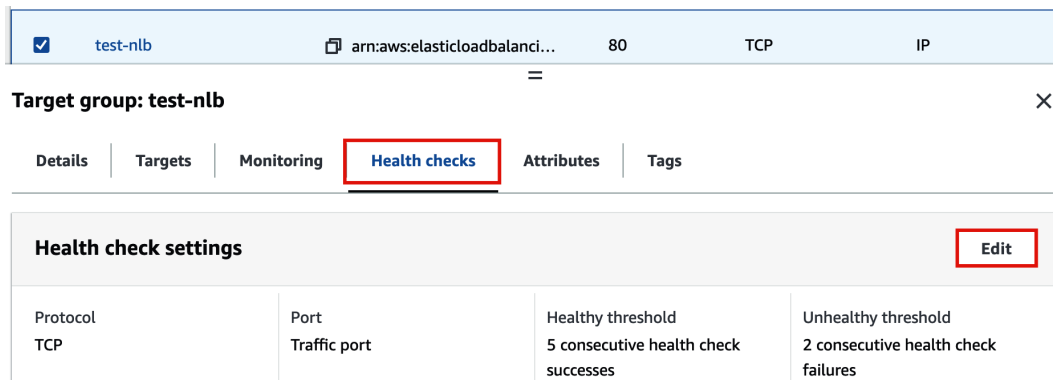 test-nlb arn:aws:elasticloadbalanci... 80 TCP IP
Target group: test-nlb
Details Targets Monitoring Health checks Attributes Tags
Health check settings Edit
Protocol Port Healthy threshold Unhealthy threshold
TCP Traffic port 5 consecutive health check 2 consecutive health check
successes failures